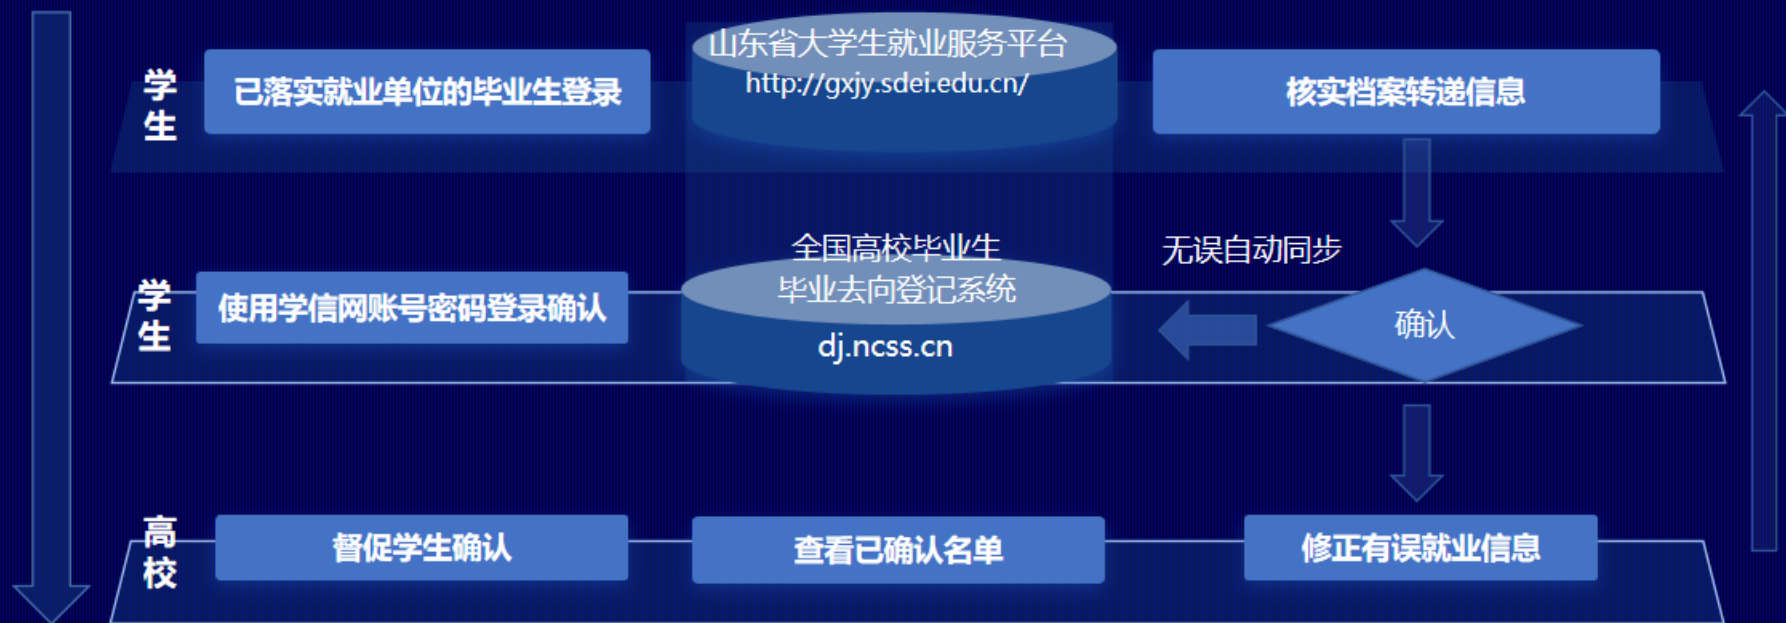 学生
已落实就业单位的毕业生登录
山东省大学生就业服务平台
http://gxjy.sdei.edu.cn/
核实档案转递信息
学生
使用学信网账号密码登录确认
全国高校毕业生
毕业去向登记系统
dj.ncss.cn
无误自动同步
确认
高校
督促学生确认
查看已确认名单
修正有误就业信息